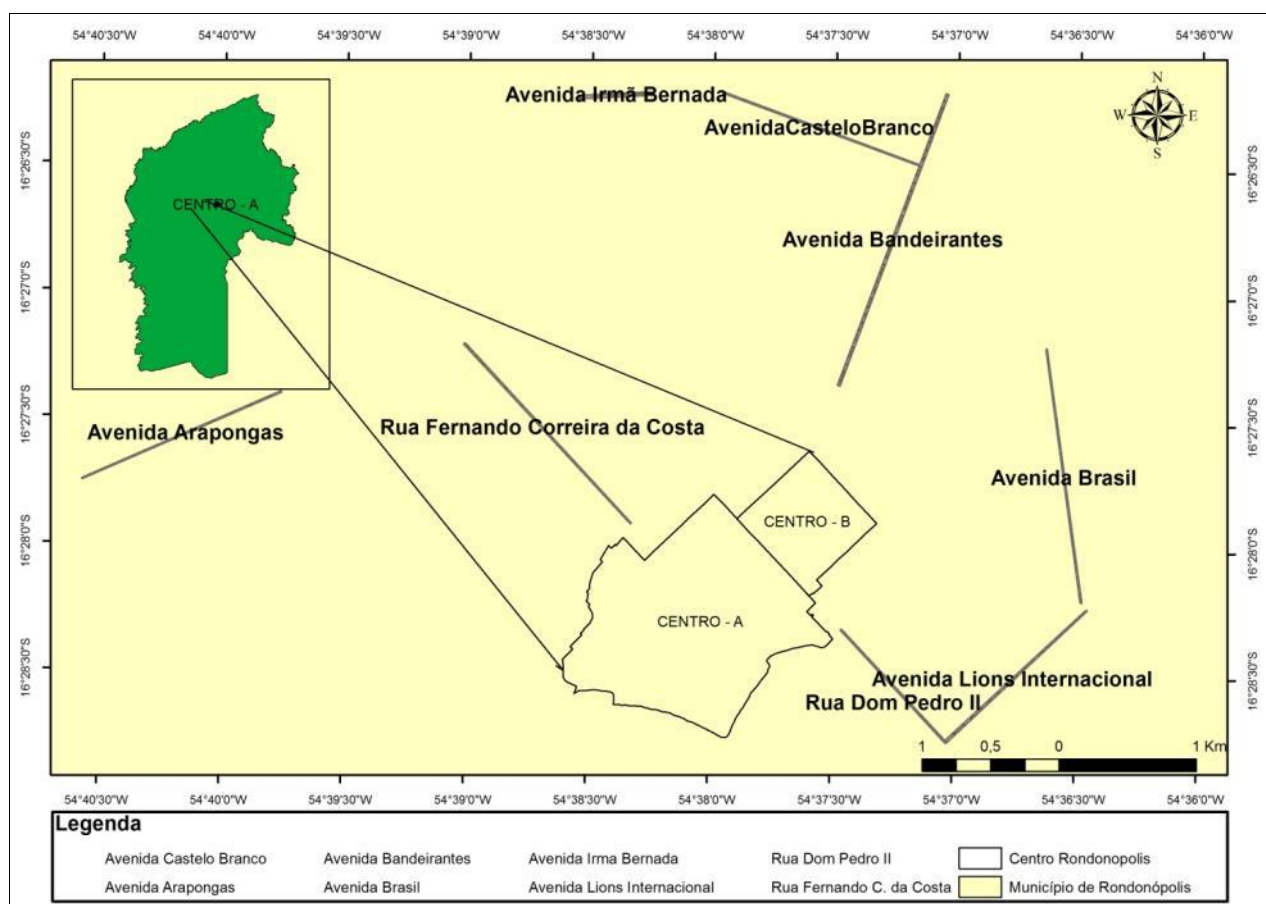 54°40'30"W 54°40'0"W 54°39'30"W 54°39'0"W 54°38'30"W 54°38'0"W 54°37'30"W 54°37'0"W 54°36'30"W 54°36'0"W
Avenida Irmã Bernada
N
W E
S
AvenidaCasteloBranco
16°26'30"S
16°26'30"S
CENTRO - A
Avenida Bandeirantes
16°27'0"S
16°27'0"S
16°27'30"S
Avenida Arapongas
Rua Fernando Correira da Costa
16°27'30"S
Avenida Brasil
CENTRO - B
16°28'0"S
16°28'0"S
CENTRO - A
16°28'30"S
Avenida Lions Internacional
16°28'30"S
Rua Dom Pedro II
1 0,5 0 1 Km
54°40'30"W 54°40'0"W 54°39'30"W 54°39'0"W 54°38'30"W 54°38'0"W 54°37'30"W 54°37'0"W 54°36'30"W 54°36'0"W
Legenda
Avenida Castelo Branco Avenida Bandeirantes Avenida Irma Bernada Rua Dom Pedro II Centro Rondonopolis
Avenida Arapongas Avenida Brasil Avenida Lions Internacional Rua Fernando C. da Costa Município de Rondonópolis